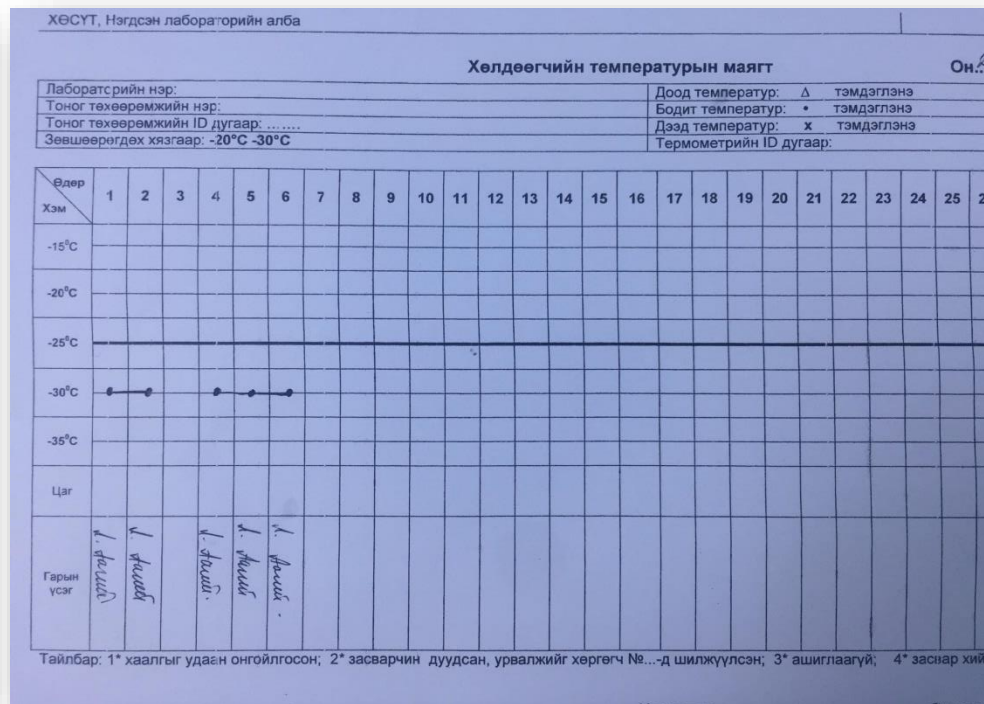 ХӨСҮТ, Нэгдсэн лабораторийн алба
Хөлдөөгчийн температурын маягт
Он.:
Лабораторийн нэр:
Доод температур: Δ тэмдэглэнэ
Тоног төхөөрөмжийн нэр:
Бодит температур: • тэмдэглэнэ
Тоног төхөөрөмжийн ID дугаар: .......
Дээд температур: x тэмдэглэнэ
Зөвшөөрөгдөх хязгаар: -20°C -30°C
Термометрийн ID дугаар:
Өдөр
Хэм
1 2 3 4 5 6 7 8 9 10 11 12 13 14 15 16 17 18 19 20 21 22 23 24 25 2
-15°C
-20°C
-25°C
-30°C
-35°C
Цаг
Гарын
үсэг
Тайлбар: 1* хаалгыг удаан онгойлгосон; 2* засварчин дуудсан, урвалжийг хөргөгч №...-д шилжүүлсэн; 3* ашиглаагүй; 4* засвар хий